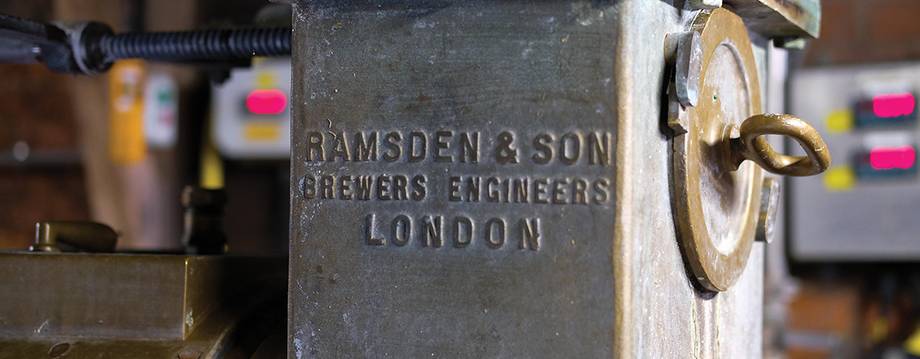 RAMSDEN & SON
BREWERS ENGINEERS
LONDON